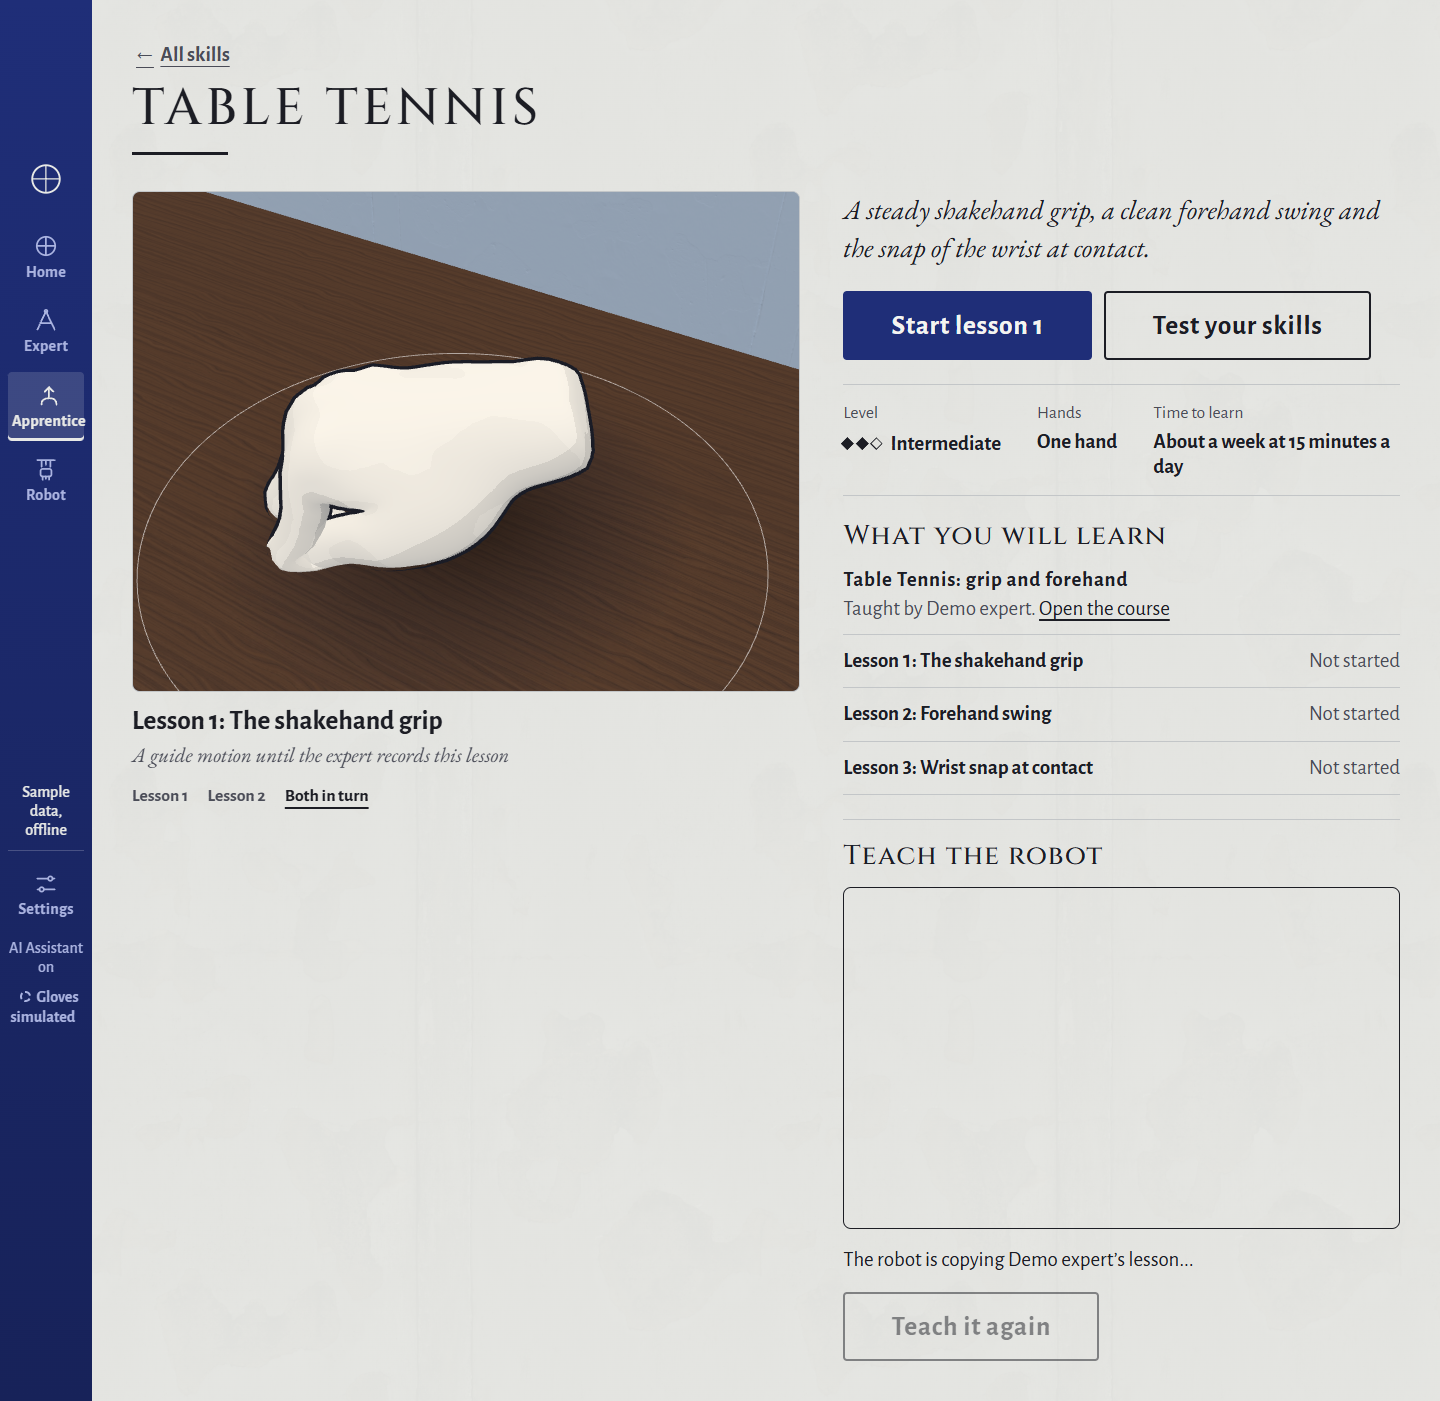 Home
Expert
Apprentice
Robot
Sample
data,
offline
Settings
AI Assistant
on
Gloves
simulated
← All skills
TABLE TENNIS
Lesson 1: The shakehand grip
A guide motion until the expert records this lesson
Lesson 1 Lesson 2 Both in turn
A steady shakehand grip, a clean forehand swing and
the snap of the wrist at contact.
Start lesson 1 Test your skills
Level Hands Time to learn
Intermediate One hand About a week at 15 minutes a
day
WHAT YOU WILL LEARN
Table Tennis: grip and forehand
Taught by Demo expert. Open the course
Lesson 1: The shakehand grip Not started
Lesson 2: Forehand swing Not started
Lesson 3: Wrist snap at contact Not started
TEACH THE ROBOT
The robot is copying Demo expert's lesson...
Teach it again